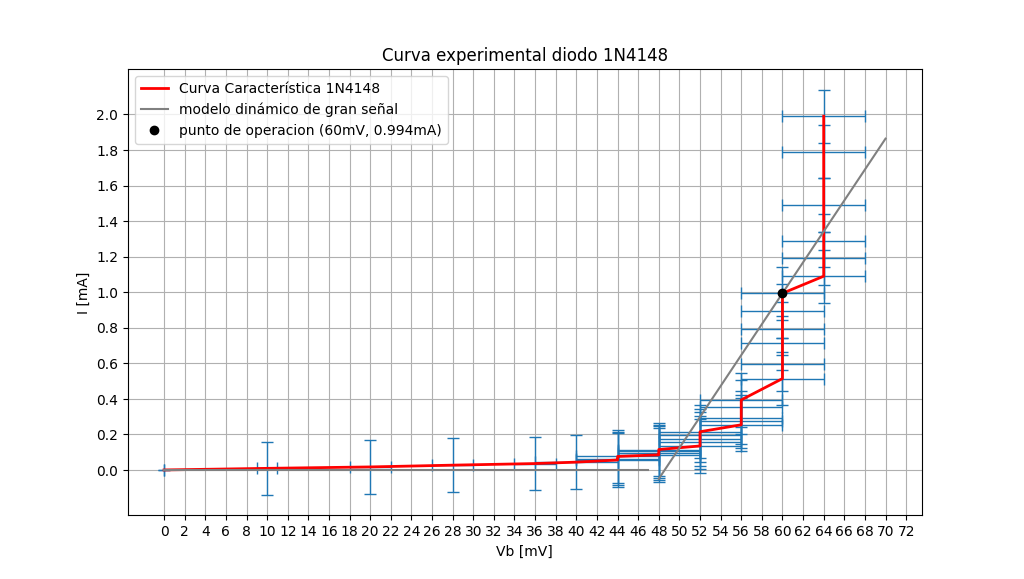 Curva experimental diodo 1N4148
Curva Característica 1N4148
modelo dinámico de gran señal
punto de operacion (60mV, 0.994mA)
2.0
1.8
1.6
1.4
1.2
1.0
0.8
0.6
0.4
0.2
0.0
I [mA]
0 2 4 6 8 10 12 14 16 18 20 22 24 26 28 30 32 34 36 38 40 42 44 46 48 50 52 54 56 58 60 62 64 66 68 70 72
Vb [mV]